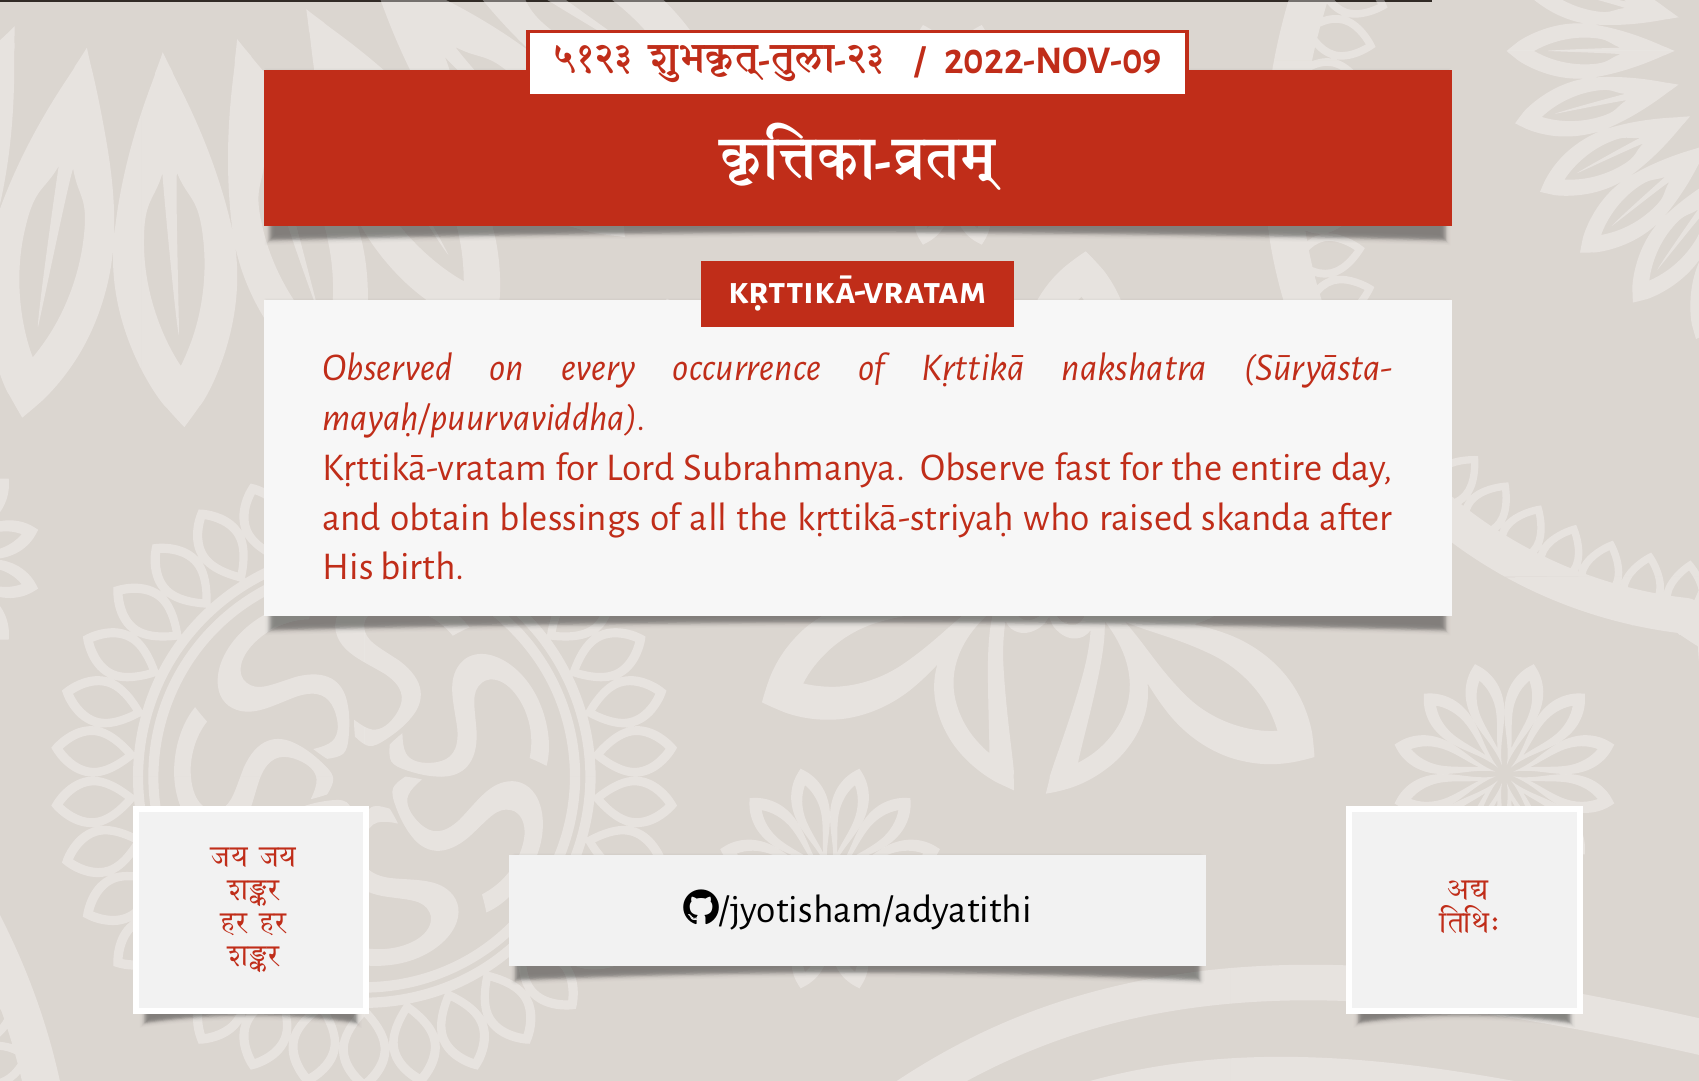 ५१२३ शुभकृत्-तुला-२३ / 2022-NOV-09
कृत्तिका-व्रतम्
KṚTTIKĀ-VRATAM
Observed on every occurrence of Kṛttikā nakshatra (Sūryāsta-
mayaḥ/puurvaviddha).
Kṛttikā-vratam for Lord Subrahmanya. Observe fast for the entire day,
and obtain blessings of all the kṛttikā-striyaḥ who raised skanda after
His birth.
जय जय
शङ्कर
हर हर
शङ्कर
/jyotisham/adyatithi
अद्य
तिथिः